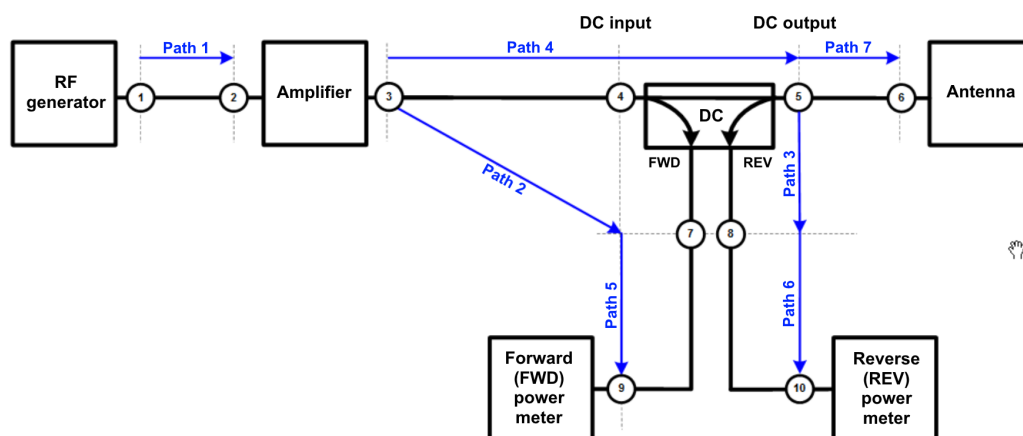 DC input
DC output
Path 1
Path 4
Path 7
RF
generator
1
2
Amplifier
3
4
DC
5
6
Antenna
FWD
REV
Path 2
Path 3
7
8
Path 5
Path 6
Forward
(FWD)
power
meter
9
10
Reverse
(REV)
power
meter